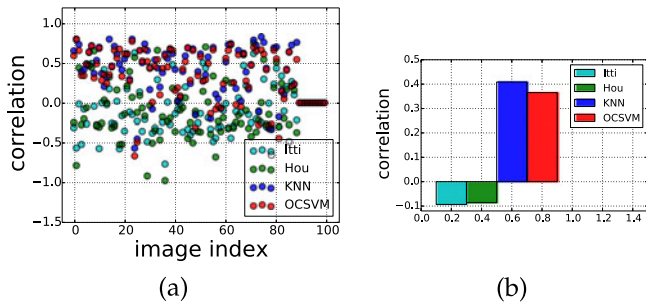 1.0
0.5
0.0
−0.5
−1.0
−1.5
correlation
0 20 40 60 80 100
image index
Itti
Hou
KNN
OCSVM
(a)
0.5
0.4
0.3
0.2
0.1
0.0
−0.1
correlation
0.0 0.2 0.4 0.6 0.8 1.0 1.2 1.4
Itti
Hou
KNN
OCSVM
(b)